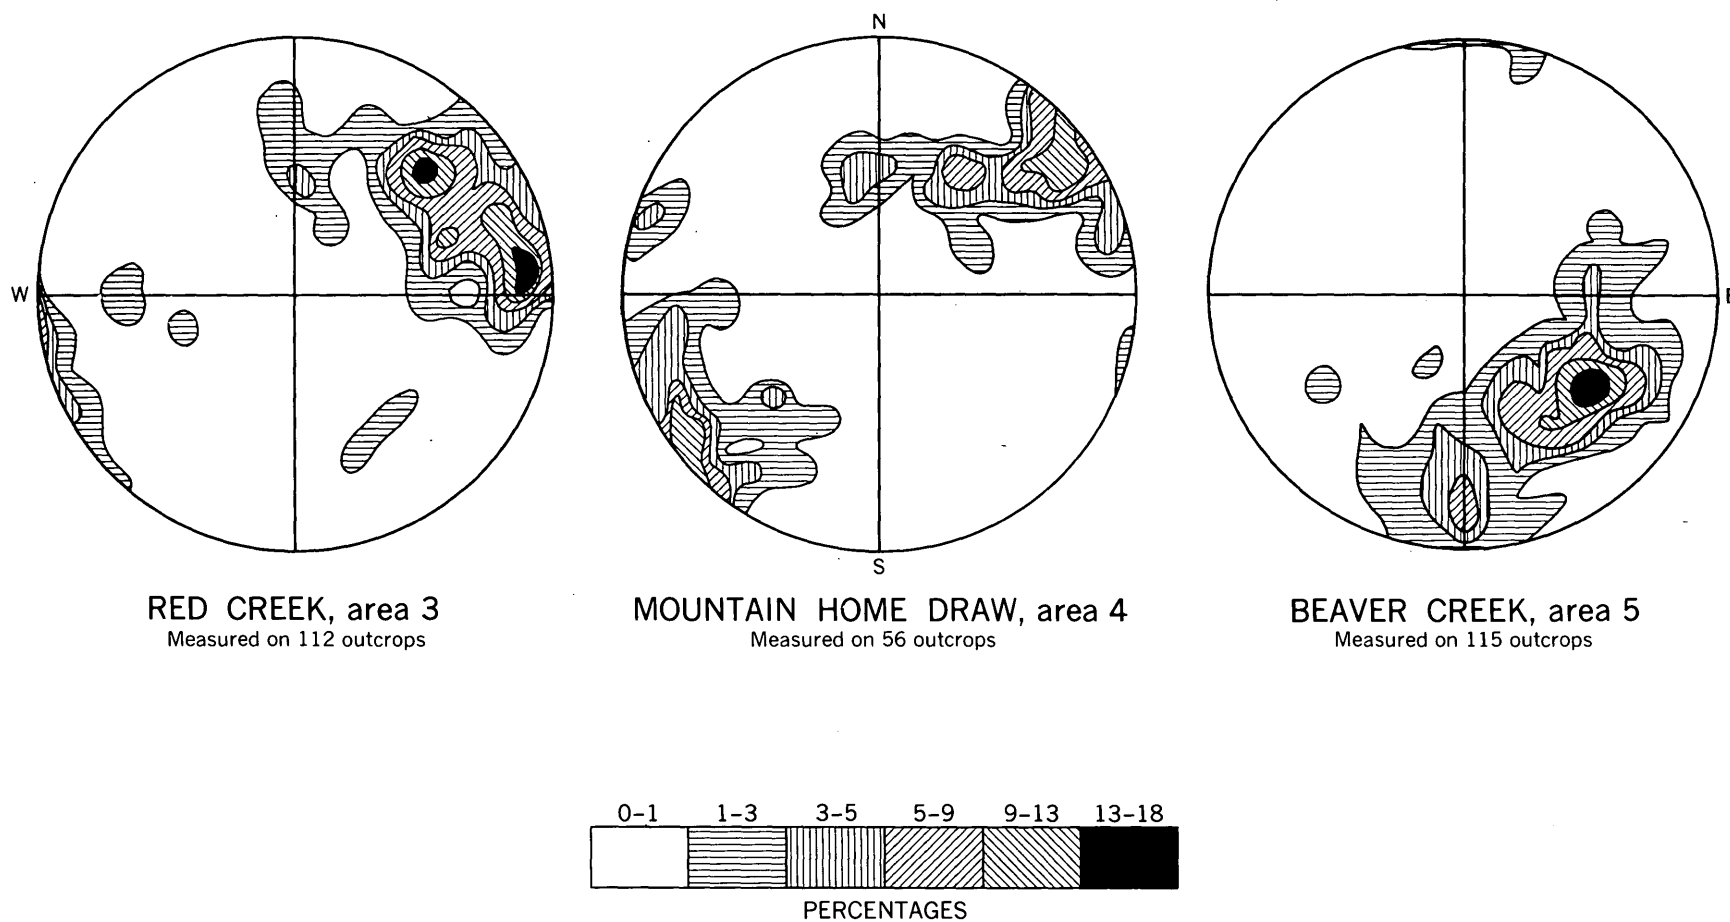 N
W
E
S
RED CREEK, area 3
Measured on 112 outcrops
MOUNTAIN HOME DRAW, area 4
Measured on 56 outcrops
BEAVER CREEK, area 5
Measured on 115 outcrops
0-1 1-3 3-5 5-9 9-13 13-18
PERCENTAGES